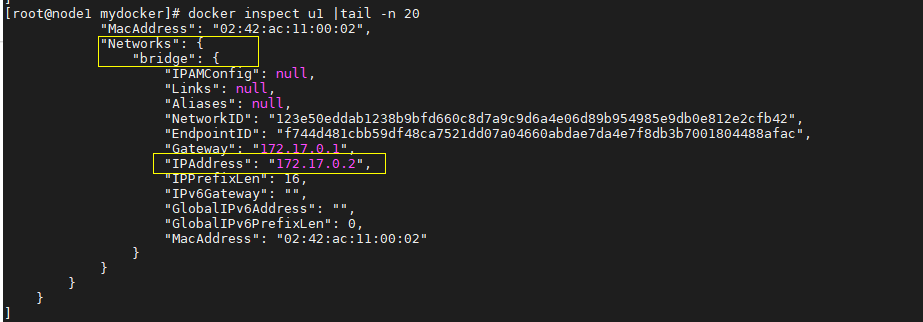 [root@node1 mydocker]# docker inspect u1 |tail -n 20
"MacAddress": "02:42:ac:11:00:02",
"Networks": {
"bridge": {
"IPAMConfig": null,
"Links": null,
"Aliases": null,
"NetworkID": "123e50eddab1238b9bfd660c8d7a9c9d6a4e06d89b954985e9db0e812e2cfb42",
"EndpointID": "f744d481cbb59df48ca7521dd07a04660abdae7da4e7f8db3b7001804488afac",
"Gateway": "172.17.0.1",
"IPAddress": "172.17.0.2",
"IPPrefixLen": 16,
"IPv6Gateway": "",
"GlobalIPv6Address": "",
"GlobalIPv6PrefixLen": 0,
"MacAddress": "02:42:ac:11:00:02"
}
}
}
}
]